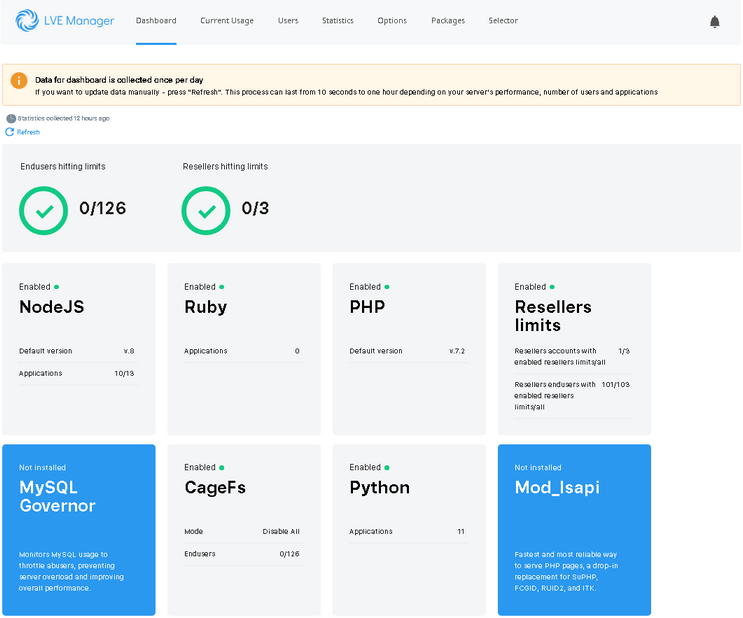 LVE Manager Dashboard Current Usage Users Statistics Options Packages Selector
Data for dashboard is collected once per day
If you want to update data manually - press "Refresh". This process can last from 10 seconds to one hour depending on your server's performance, number of users and applications
Statistics collected 12 hours ago
Refresh
Endusers hitting limits
0/126
Resellers hitting limits
0/3
Enabled
NodeJS
Default version v.8
Applications 10/13
Enabled
Ruby
Applications 0
Enabled
PHP
Default version v.7.2
Enabled
Resellers
limits
Resellers accounts with 1/3
enabled resellers limits/all
Resellers endusers with 101/103
enabled resellers
limits/all
Not installed
MySQL
Governor
Monitors MySQL usage to
throttle abusers, preventing
server overload and improving
overall performance.
Enabled
CageFs
Mode Disable All
Endusers 0/126
Enabled
Python
Applications 11
Not installed
Mod_lsapi
Fastest and most reliable way
to serve PHP pages, a drop-in
replacement for SuPHP,
FCGID, RUID2, and ITK.